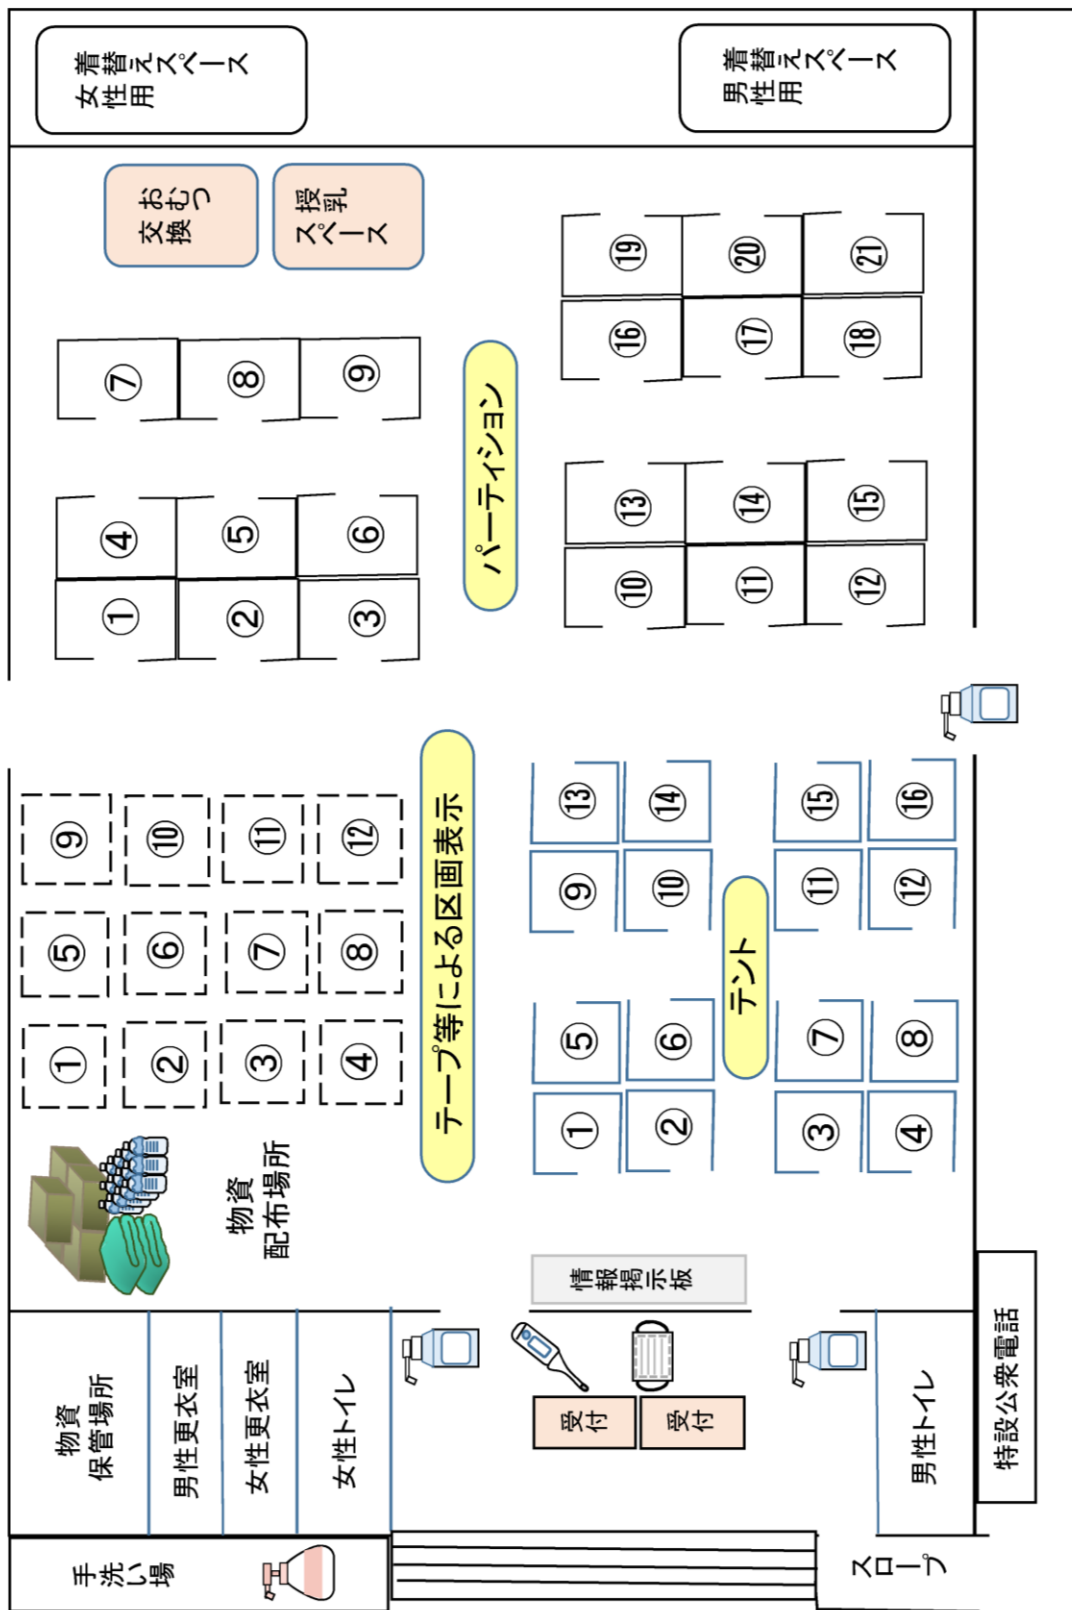 手洗い場
物資
保管場所
男性更衣室
女性更衣室
女性トイレ
物資
配布場所
① ⑤ ⑨
② ⑥ ⑩
③ ⑦ ⑪
④ ⑧ ⑫
テープ等による区画表示
① ④ ⑦
② ⑤ ⑧
③ ⑥ ⑨
パーティション
おむつ
交換
授乳
スペース
着替えスペース
女性用
受付
受付
情報掲示板
① ⑤ ⑨ ⑬
② ⑥ ⑩ ⑭
テント
③ ⑦ ⑪ ⑮
④ ⑧ ⑫ ⑯
⑩ ⑬ ⑯ ⑲
⑪ ⑭ ⑰ ⑳
⑫ ⑮ ⑱ ㉑
着替えスペース
男性用
スロープ
男性トイレ
特設公衆電話